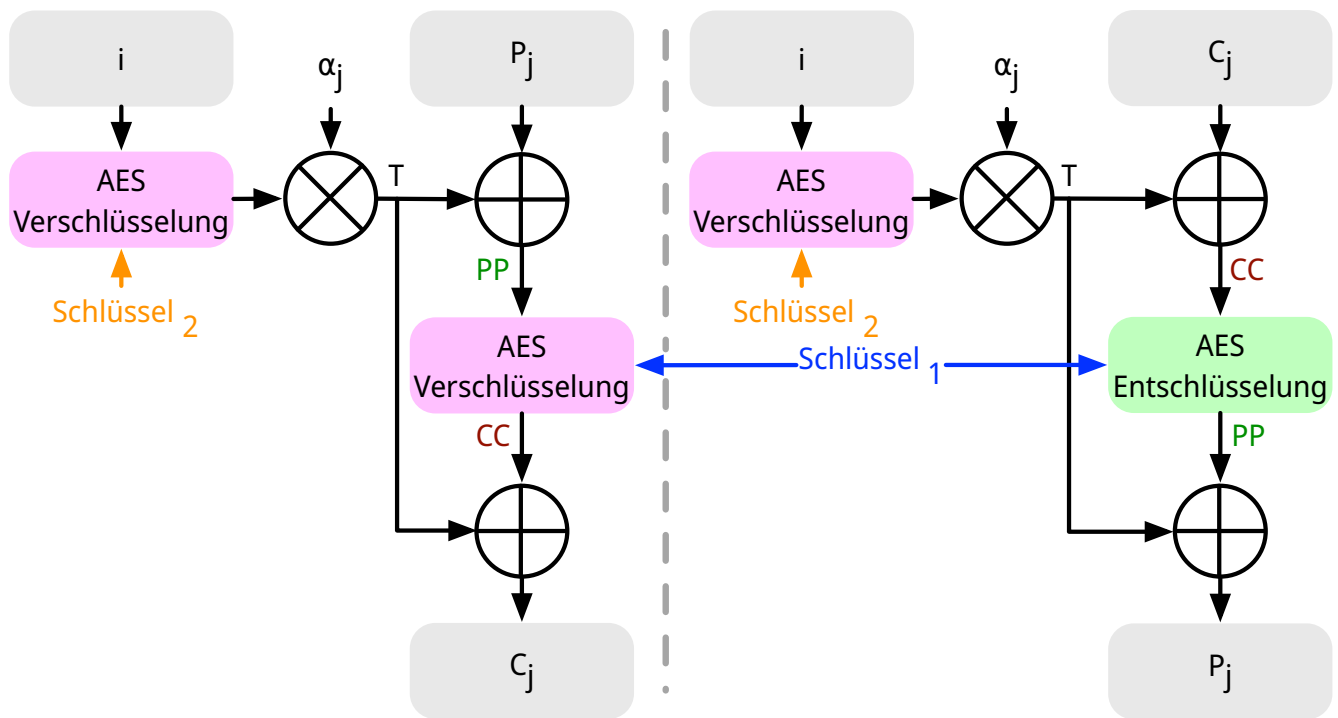 i
αj
Pj
T
AES
Verschlüsselung
Schlüssel 2
PP
AES
Verschlüsselung
CC
Cj
i
αj
Cj
T
AES
Verschlüsselung
Schlüssel 2
CC
Schlüssel 1
AES
Entschlüsselung
PP
Pj